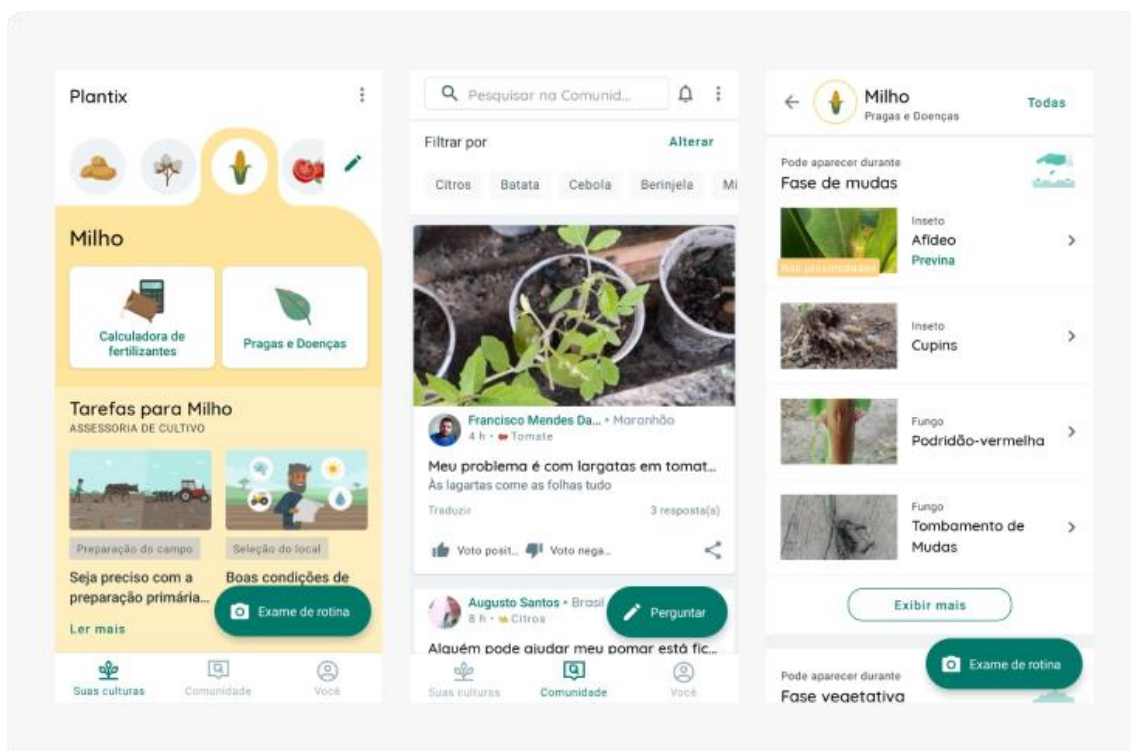 Plantix
Milho
Calculadora de
fertilizantes
Pragas e Doenças
Tarefas para Milho
ASSESSORIA DE CULTIVO
Preparação do campo
Seleção do local
Seja preciso com a
preparação primária...
Boas condições de
Ler mais
Exame de rotina
Suas culturas
Comunidade
Você
Pesquisar na Comunid...
Filtrar por
Alterar
Citros
Batata
Cebola
Berinjela
Mi
Francisco Mendes Da... • Maranhão
4 h • Tomate
Meu problema é com largatas em tomat...
Às lagartas come as folhas tudo
Traduzir
3 resposta(s)
Voto posit...
Voto nega...
Augusto Santos • Brasil
8 h • Citros
Perguntar
Alguém pode ajudar meu pomar está fic...
Suas culturas
Comunidade
Você
Milho
Pragas e Doenças
Todas
Pode aparecer durante
Fase de mudas
Nas proximidades
Inseto
Afídeo
Previna
Inseto
Cupins
Fungo
Podridão-vermelha
Fungo
Tombamento de
Mudas
Exibir mais
Exame de rotina
Pode aparecer durante
Fase vegetativa